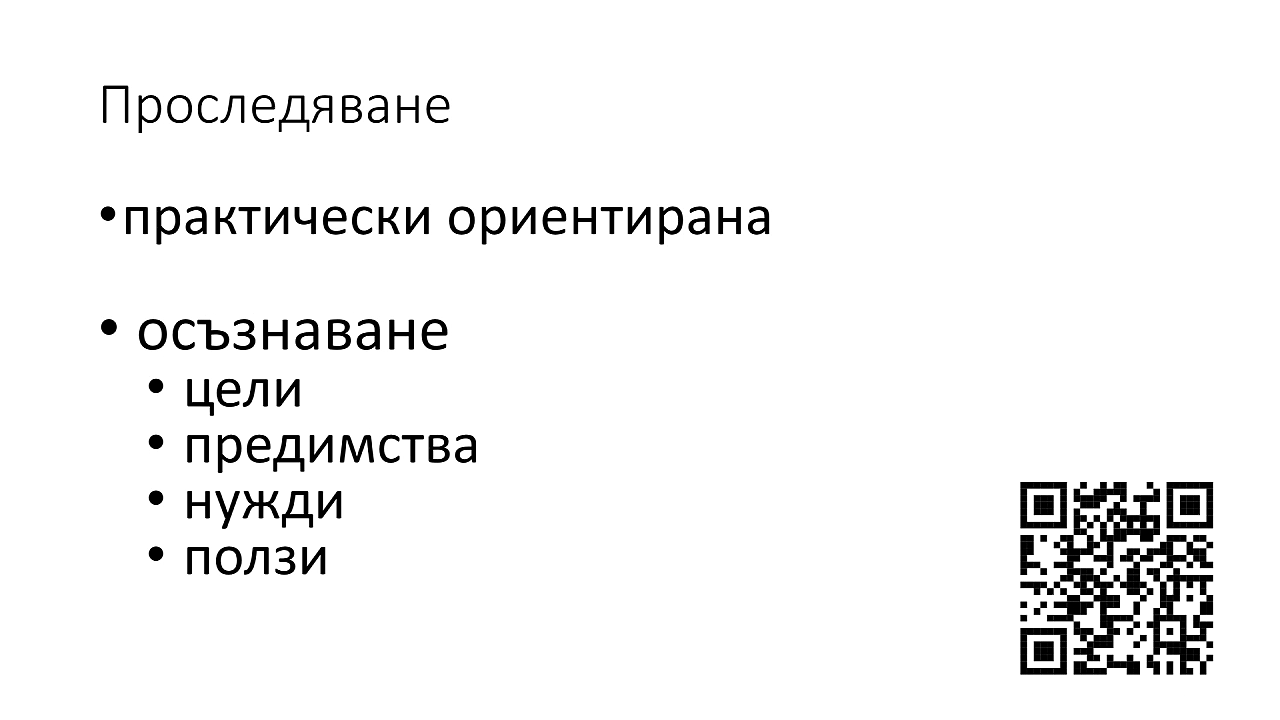 Проследяване
•практически ориентирана
• осъзнаване
• цели
• предимства
• нужди
• ползи